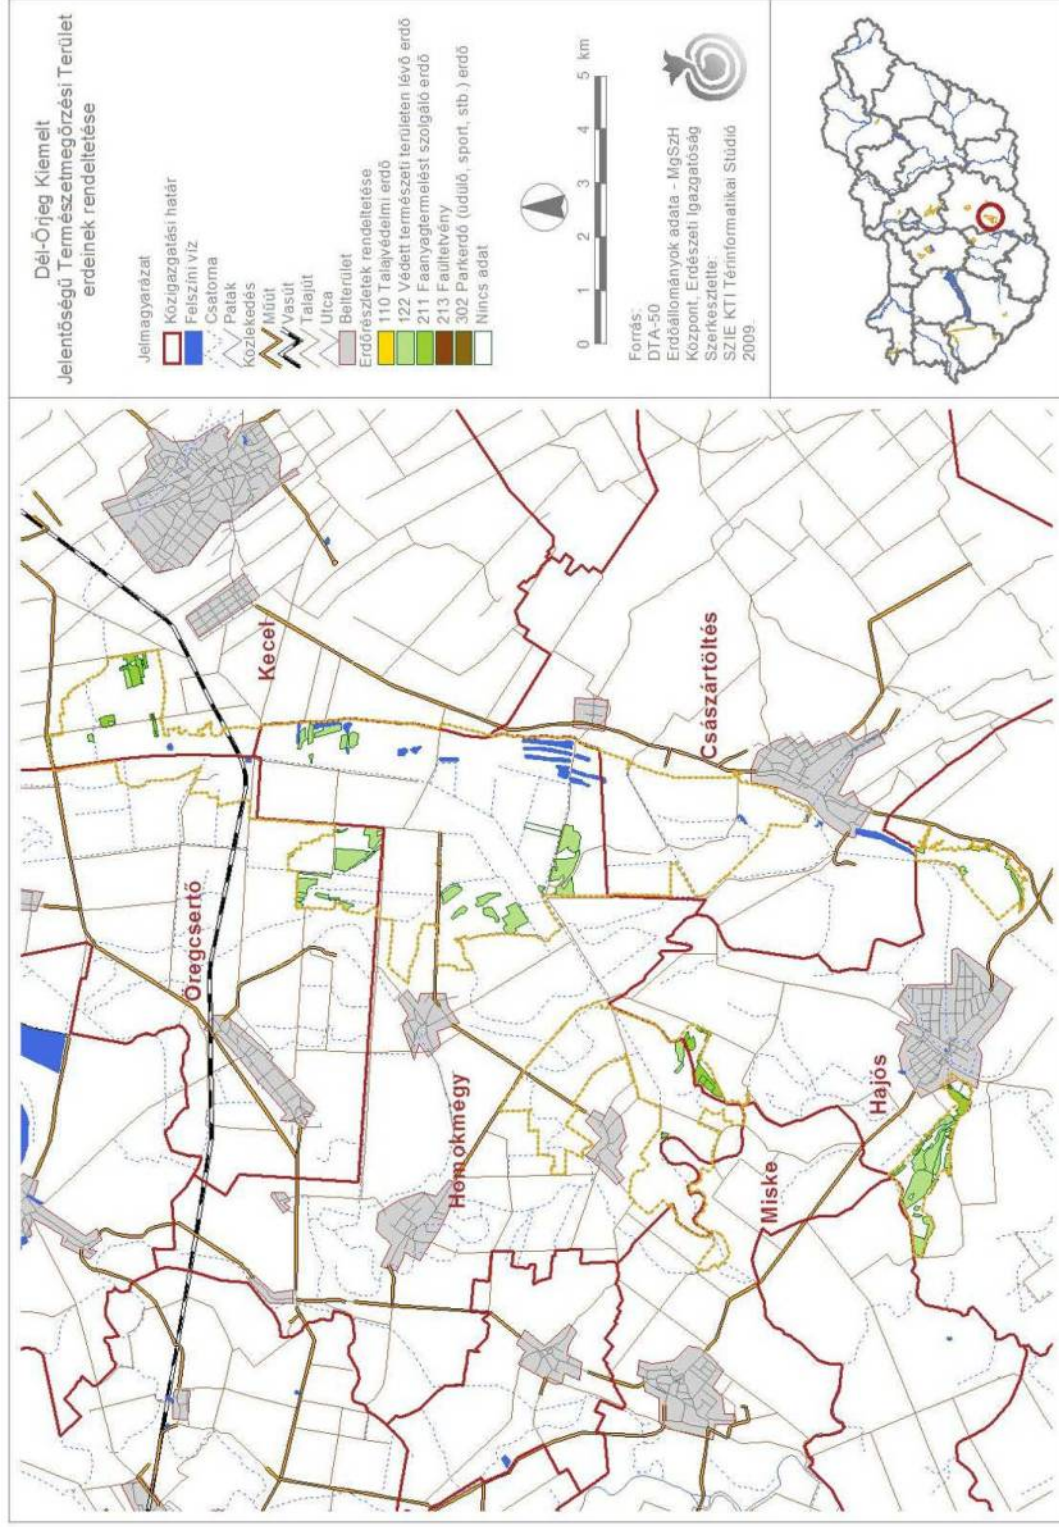 Dél-Őrjeg Kiemelt
Jelentőségű Természetmegőrzési Terület
erdeinek rendeltetése
Jelmagyarázat
Közigazgatási határ
Felszíni víz
Csatorna
Patak
Közlekedés
Műút
Vasút
Talajút
Utca
Belterület
Erdőrészletek rendeltetése
110 Talajvédelmi erdő
122 Védett természeti területen lévő erdő
211 Faanyagtermelést szolgáló erdő
213 Faültetvény
302 Parkerdő (üdülő, sport, stb.) erdő
Nincs adat
0 1 2 3 4 5 km
Forrás:
DTA-50
Erdőállományok adata - MgSzH
Központ, Erdészeti Igazgatóság
Szerkesztette:
SZIE KTI Térinformatikai Stúdió
2009.
Kecel
Öregcsertő
Császártöltés
Homokmégy
Hajós
Miske